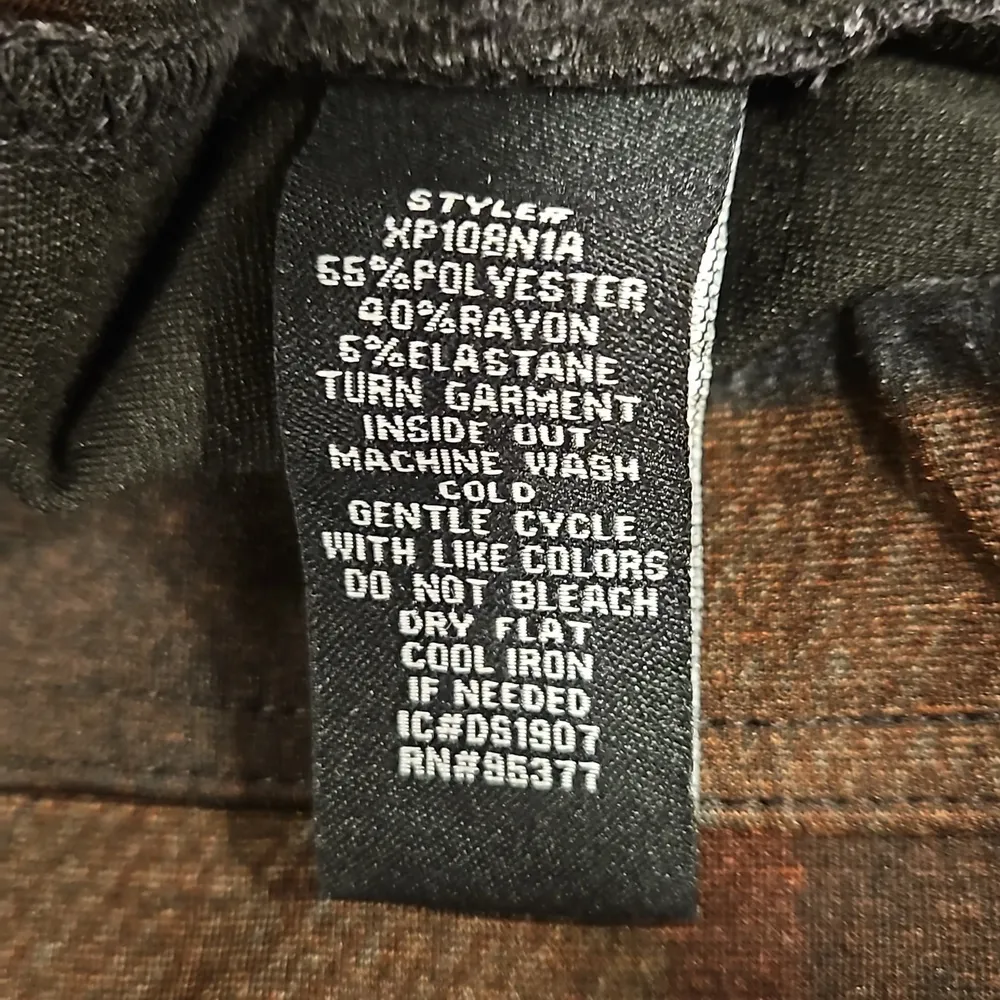 STYLE#
XP108N1A
55%POLYESTER
40%RAYON
5%ELASTANE
TURN GARMENT
INSIDE OUT
MACHINE WASH
COLD
GENTLE CYCLE
WITH LIKE COLORS
DO NOT BLEACH
DRY FLAT
COOL IRON
IF NEEDED
IC#DS1907
RN#95377